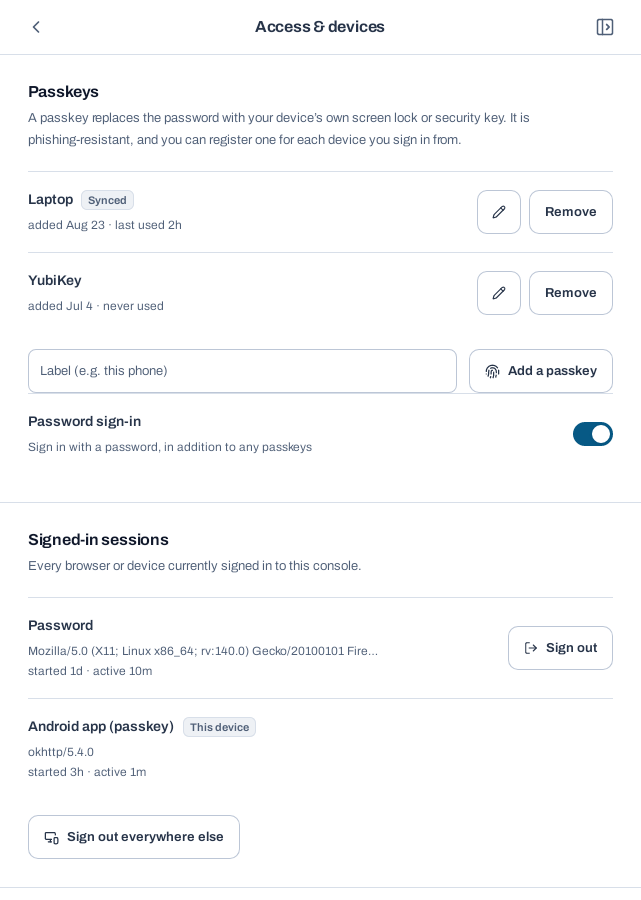 Access & devices
Passkeys
A passkey replaces the password with your device's own screen lock or security key. It is
phishing-resistant, and you can register one for each device you sign in from.
Laptop Synced
added Aug 23 · last used 2h
Remove
YubiKey
added Jul 4 · never used
Remove
Label (e.g. this phone)
Add a passkey
Password sign-in
Sign in with a password, in addition to any passkeys
Signed-in sessions
Every browser or device currently signed in to this console.
Password
Mozilla/5.0 (X11; Linux x86_64; rv:140.0) Gecko/20100101 Fire...
started 1d · active 10m
Sign out
Android app (passkey) This device
okhttp/5.4.0
started 3h · active 1m
Sign out everywhere else